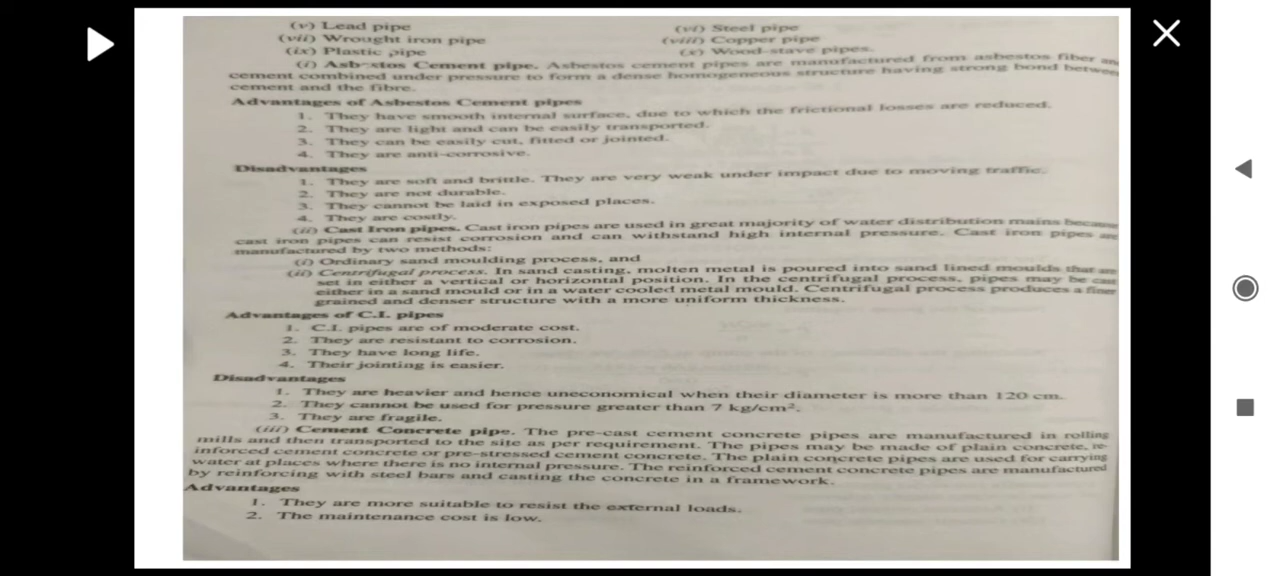 (v) Lead pipe (vi) Steel pipe
(vii) Wrought iron pipe (viii) Copper pipe
(ix) Plastic pipe (x) Wood-stave pipes.
(i) Asbestos Cement pipe. Asbestos cement pipes are manufactured from asbestos fiber
cement combined under pressure to form a dense homogeneous structure having strong bond
cement and the fibre.
Advantages of Asbestos Cement pipes
1. They have smooth internal surface, due to which the frictional losses are reduced.
2. They are light and can be easily transported.
3. They can be easily cut, fitted or jointed.
4. They are anti-corrosive.
Disadvantages
1. They are soft and brittle. They are very weak under impact due to moving traffic.
2. They are not durable.
3. They cannot be laid in exposed places.
4. They are costly.
(ii) Cast Iron pipes. Cast iron pipes are used in great majority of water distribution mains because
cast iron pipes can resist corrosion and can withstand high internal pressure. Cast iron pipes are
manufactured by two methods:
(i) Ordinary sand moulding process, and
(ii) Centrifugal process. In sand casting, molten metal is poured into sand lined moulds that are
set in either a vertical or horizontal position. In the centrifugal process, pipes may be cast
either in a sand mould or in a water cooled metal mould. Centrifugal process produces a finer
grained and denser structure with a more uniform thickness.
Advantages of C.I. pipes
1. C.I. pipes are of moderate cost.
2. They are resistant to corrosion.
3. They have long life.
4. Their jointing is easier.
Disadvantages
1. They are heavier and hence uneconomical when their diameter is more than 120 cm.
2. They cannot be used for pressure greater than 7 kg/cm².
3. They are fragile.
(iii) Cement Concrete pipe. The pre-cast cement concrete pipes are manufactured in rolling
mills and then transported to the site as per requirement. The pipes may be made of plain concrete, re-
inforced cement concrete or pre-stressed cement concrete. The plain concrete pipes are used for carrying
water at places where there is no internal pressure. The reinforced cement concrete pipes are manufactured
by reinforcing with steel bars and casting the concrete in a framework.
Advantages
1. They are more suitable to resist the external loads.
2. The maintenance cost is low.